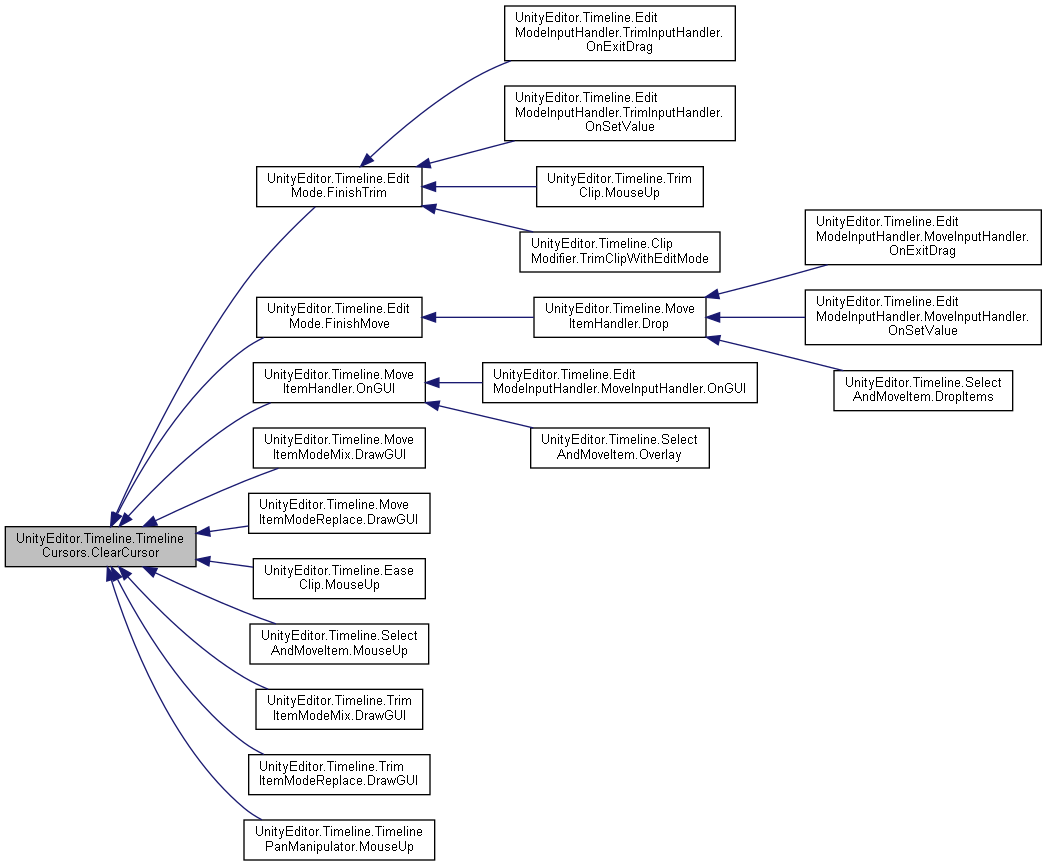 UnityEditor.Timeline.Edit
ModeInputHandler.TrimInputHandler.
OnExitDrag
UnityEditor.Timeline.Edit
ModeInputHandler.TrimInputHandler.
OnSetValue
UnityEditor.Timeline.Edit
Mode.FinishTrim
UnityEditor.Timeline.Trim
Clip.MouseUp
UnityEditor.Timeline.Clip
Modifier.TrimClipWithEditMode
UnityEditor.Timeline.Edit
ModeInputHandler.MoveInputHandler.
OnExitDrag
UnityEditor.Timeline.Edit
Mode.FinishMove
UnityEditor.Timeline.Move
ItemHandler.Drop
UnityEditor.Timeline.Edit
ModeInputHandler.MoveInputHandler.
OnSetValue
UnityEditor.Timeline.Move
ItemHandler.OnGUI
UnityEditor.Timeline.Edit
ModeInputHandler.MoveInputHandler.OnGUI
UnityEditor.Timeline.Select
AndMoveItem.DropItems
UnityEditor.Timeline.Move
ItemModeMix.DrawGUI
UnityEditor.Timeline.Select
AndMoveItem.Overlay
UnityEditor.Timeline.Move
ItemModeReplace.DrawGUI
UnityEditor.Timeline.Timeline
Cursors.ClearCursor
UnityEditor.Timeline.Ease
Clip.MouseUp
UnityEditor.Timeline.Select
AndMoveItem.MouseUp
UnityEditor.Timeline.Trim
ItemModeMix.DrawGUI
UnityEditor.Timeline.Trim
ItemModeReplace.DrawGUI
UnityEditor.Timeline.Timeline
PanManipulator.MouseUp